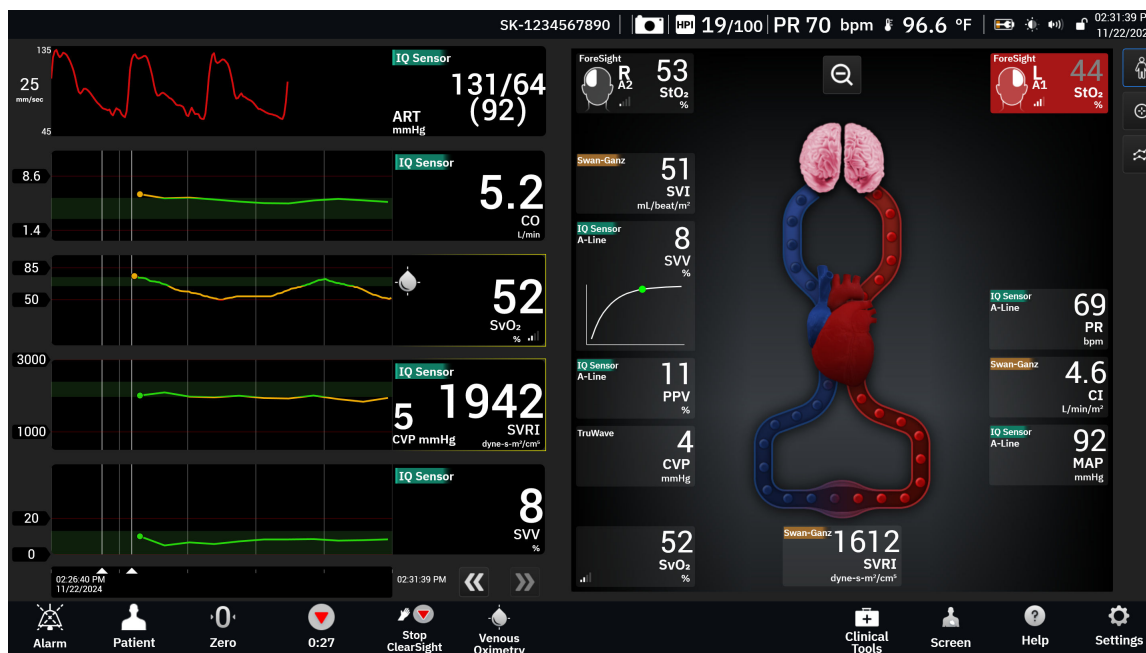 SK-1234567890 HPI 19/100 PR 70 bpm 96.6 °F 02:31:39 P
11/22/202
135
25
mm/sec
45
IQ Sensor
131/64
(92)
ART
mmHg
8.6
1.4
IQ Sensor
5.2
CO
L/min
85
50
52
SvO₂
%
3000
1000
IQ Sensor
5 1942
CVP mmHg SVRI
dyne-s-m²/cm⁵
20
0
IQ Sensor
8
SVV
%
02:26:40 PM
11/22/2024
02:31:39 PM
ForeSight
R
A2
53
StO₂
%
ForeSight
L
A1
44
StO₂
%
Swan-Ganz
51
SVI
mL/beat/m²
IQ Sensor
A-Line
8
SVV
%
IQ Sensor
A-Line
11
PPV
%
TruWave
4
CVP
mmHg
52
SvO₂
%
Swan-Ganz
1612
SVRI
dyne-s-m²/cm⁵
IQ Sensor
A-Line
69
PR
bpm
Swan-Ganz
4.6
CI
L/min/m²
IQ Sensor
A-Line
92
MAP
mmHg
Alarm
Patient
0
Zero
0:27
Stop
ClearSight
Venous
Oximetry
Clinical
Tools
Screen
?
Help
Settings